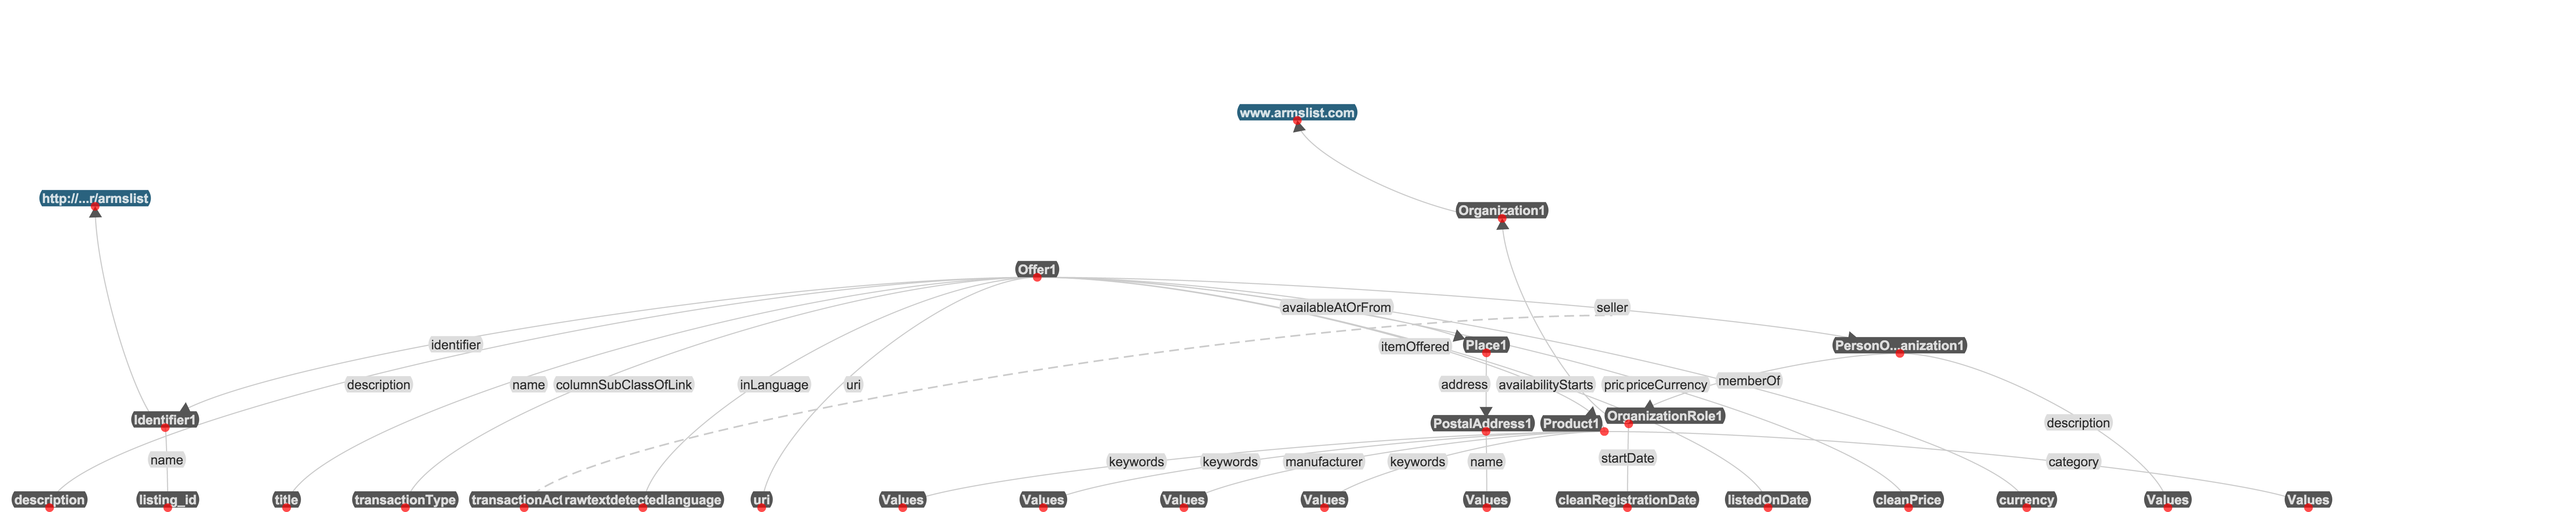 www.armslist.com
http://...r/armslist
Organization1
Offer1
availableAtOrFrom
seller
identifier
itemOffered
Place1
PersonO...anization1
description
name
columnSubClassOfLink
inLanguage
uri
address
availabilityStarts
pric
priceCurrency
memberOf
Identifier1
PostalAddress1
Product1
OrganizationRole1
description
name
keywords
keywords
manufacturer
keywords
name
startDate
category
description
listing_id
title
transactionType
transactionAct
rawtextdetectedlanguage
uri
Values
Values
Values
Values
Values
cleanRegistrationDate
listedOnDate
cleanPrice
currency
Values
Values